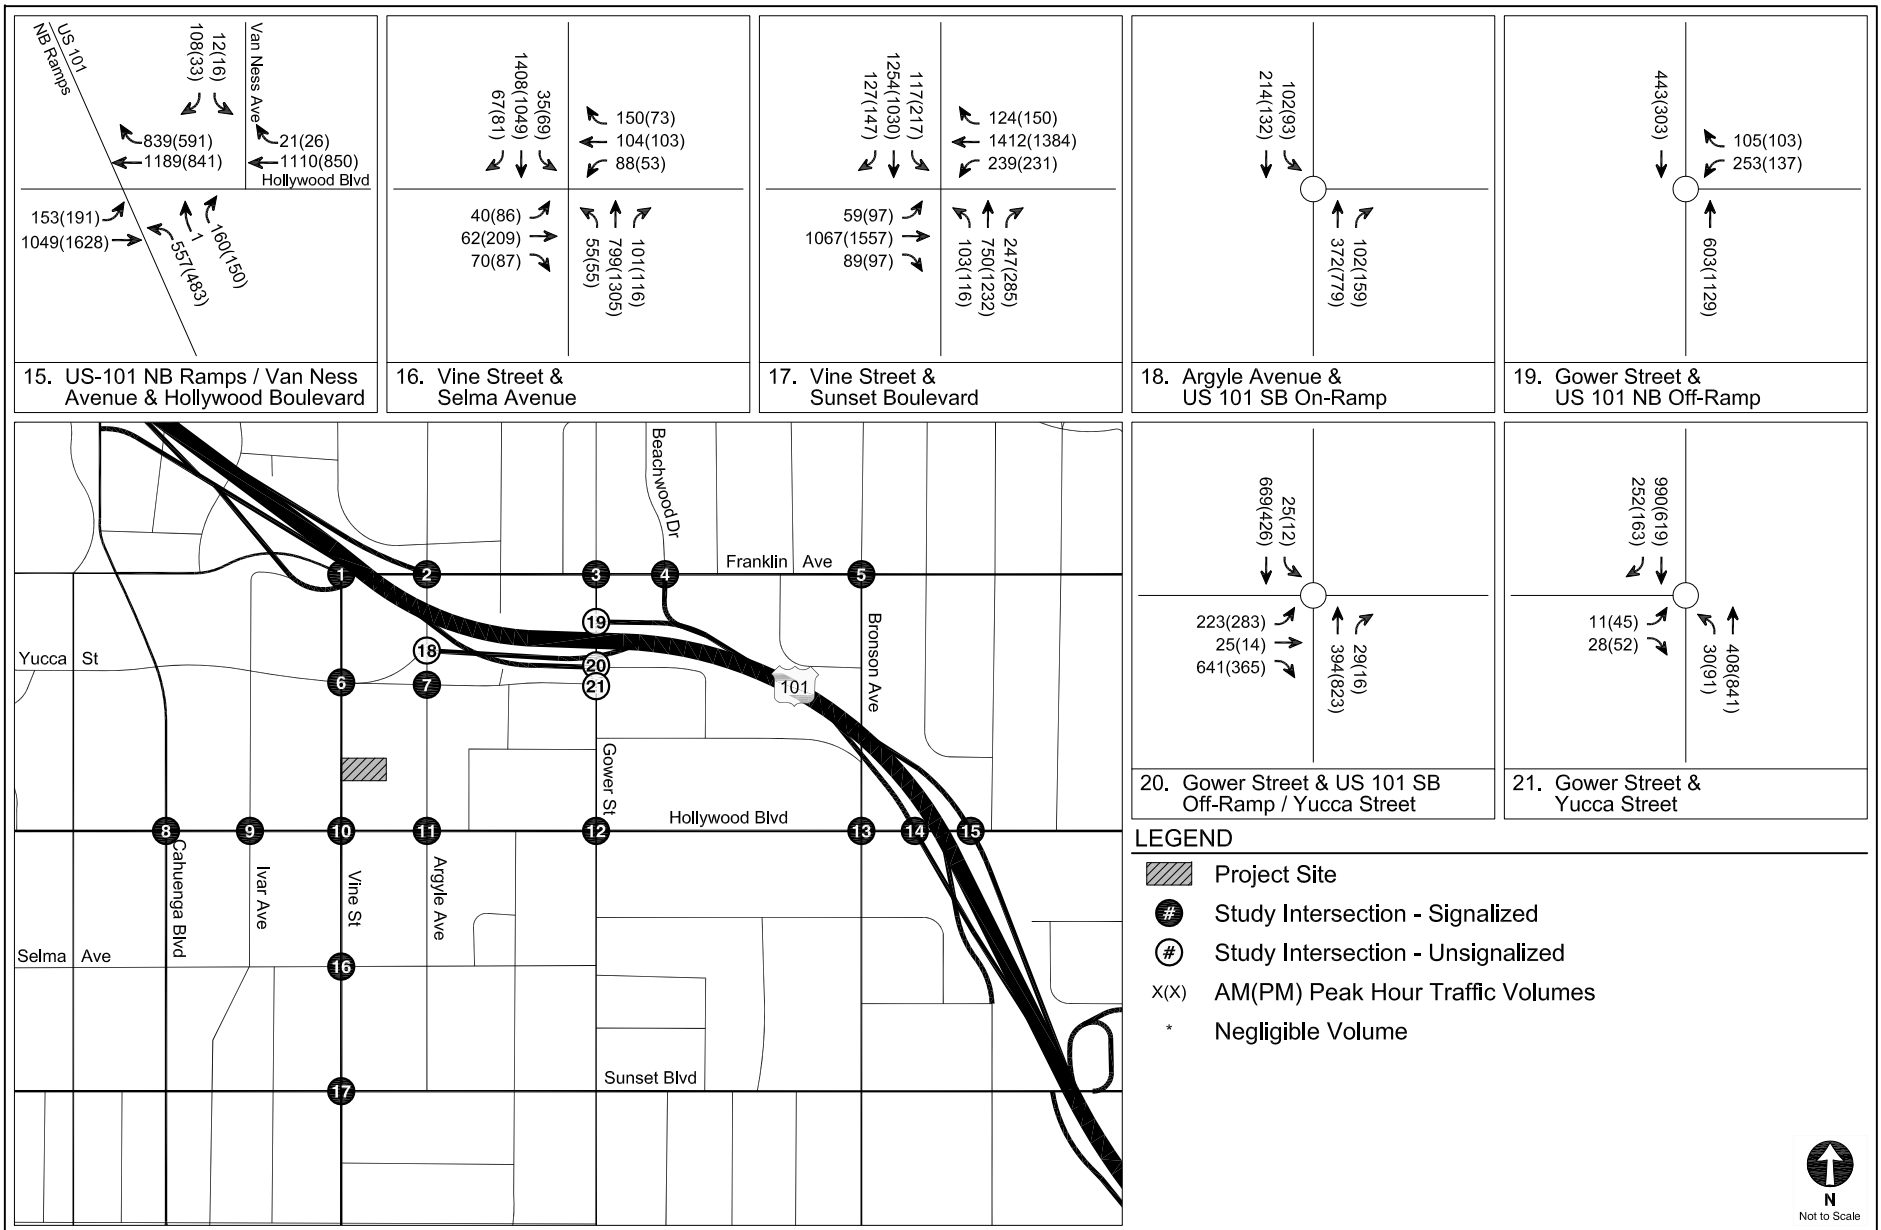 US 101
NB Ramps
108(33)
12(16)
Van Ness Ave
839(591)
1189(841)
21(26)
1110(850)
Hollywood Blvd
153(191)
1049(1628)
557(483)
1
160(150)
15. US-101 NB Ramps / Van Ness
Avenue & Hollywood Boulevard
67(81)
1408(1049)
35(69)
150(73)
104(103)
88(53)
40(86)
62(209)
70(87)
55(55)
799(1305)
101(116)
16. Vine Street &
Selma Avenue
127(147)
1254(1030)
117(217)
124(150)
1412(1384)
239(231)
59(97)
1067(1557)
89(97)
103(116)
750(1232)
247(285)
17. Vine Street &
Sunset Boulevard
214(132)
102(93)
372(779)
102(159)
18. Argyle Avenue &
US 101 SB On-Ramp
443(303)
105(103)
253(137)
603(1129)
19. Gower Street &
US 101 NB Off-Ramp
Beachwood Dr
Franklin Ave
1
2
3
4
5
19
18
20
21
Yucca St
6
7
101
Bronson Ave
Gower St
Hollywood Blvd
8
9
10
11
12
13
14
15
Cahuenga Blvd
Ivar Ave
Vine St
Argyle Ave
Selma Ave
16
Sunset Blvd
17
669(426)
25(12)
223(283)
25(14)
641(365)
394(823)
29(16)
20. Gower Street & US 101 SB
Off-Ramp / Yucca Street
252(163)
990(619)
11(45)
28(52)
30(91)
408(841)
21. Gower Street &
Yucca Street
LEGEND
Project Site
# Study Intersection - Signalized
# Study Intersection - Unsignalized
X(X) AM(PM) Peak Hour Traffic Volumes
* Negligible Volume
N
Not to Scale